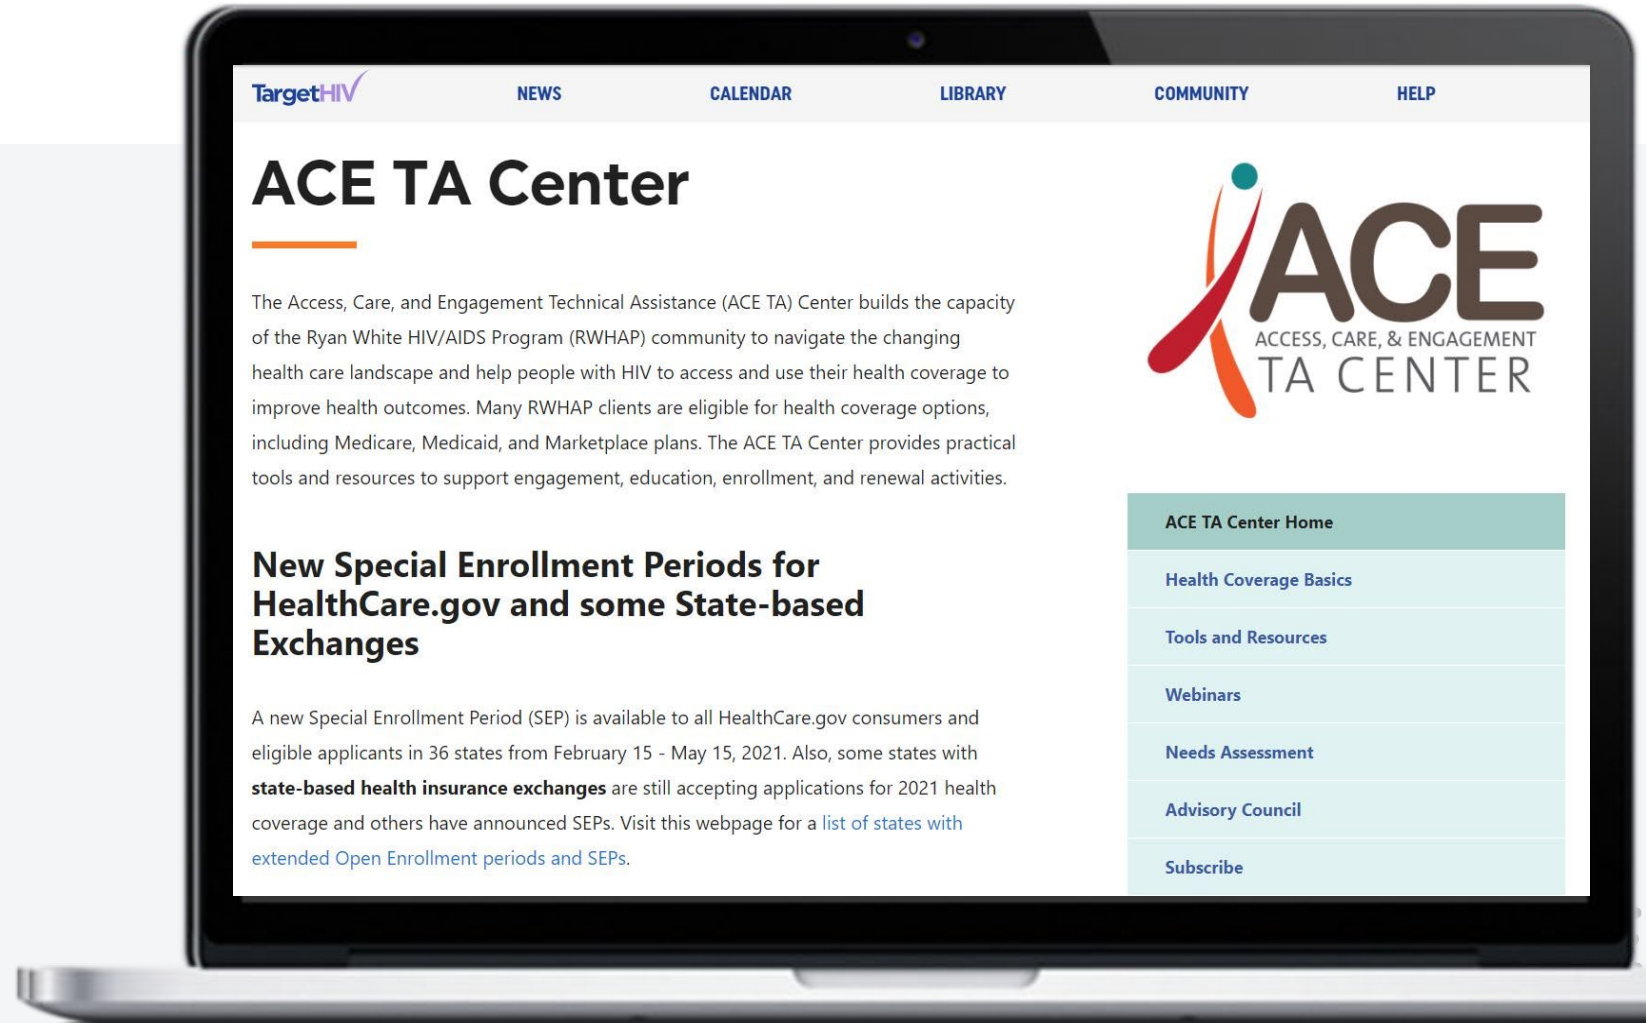 TargetHIV NEWS CALENDAR LIBRARY COMMUNITY HELP
ACE TA Center
The Access, Care, and Engagement Technical Assistance (ACE TA) Center builds the capacity
of the Ryan White HIV/AIDS Program (RWHAP) community to navigate the changing
health care landscape and help people with HIV to access and use their health coverage to
improve health outcomes. Many RWHAP clients are eligible for health coverage options,
including Medicare, Medicaid, and Marketplace plans. The ACE TA Center provides practical
tools and resources to support engagement, education, enrollment, and renewal activities.
New Special Enrollment Periods for
HealthCare.gov and some State-based
Exchanges
A new Special Enrollment Period (SEP) is available to all HealthCare.gov consumers and
eligible applicants in 36 states from February 15 - May 15, 2021. Also, some states with
state-based health insurance exchanges are still accepting applications for 2021 health
coverage and others have announced SEPs. Visit this webpage for a list of states with
extended Open Enrollment periods and SEPs.
ACE
ACCESS, CARE, & ENGAGEMENT
TA CENTER
ACE TA Center Home
Health Coverage Basics
Tools and Resources
Webinars
Needs Assessment
Advisory Council
Subscribe